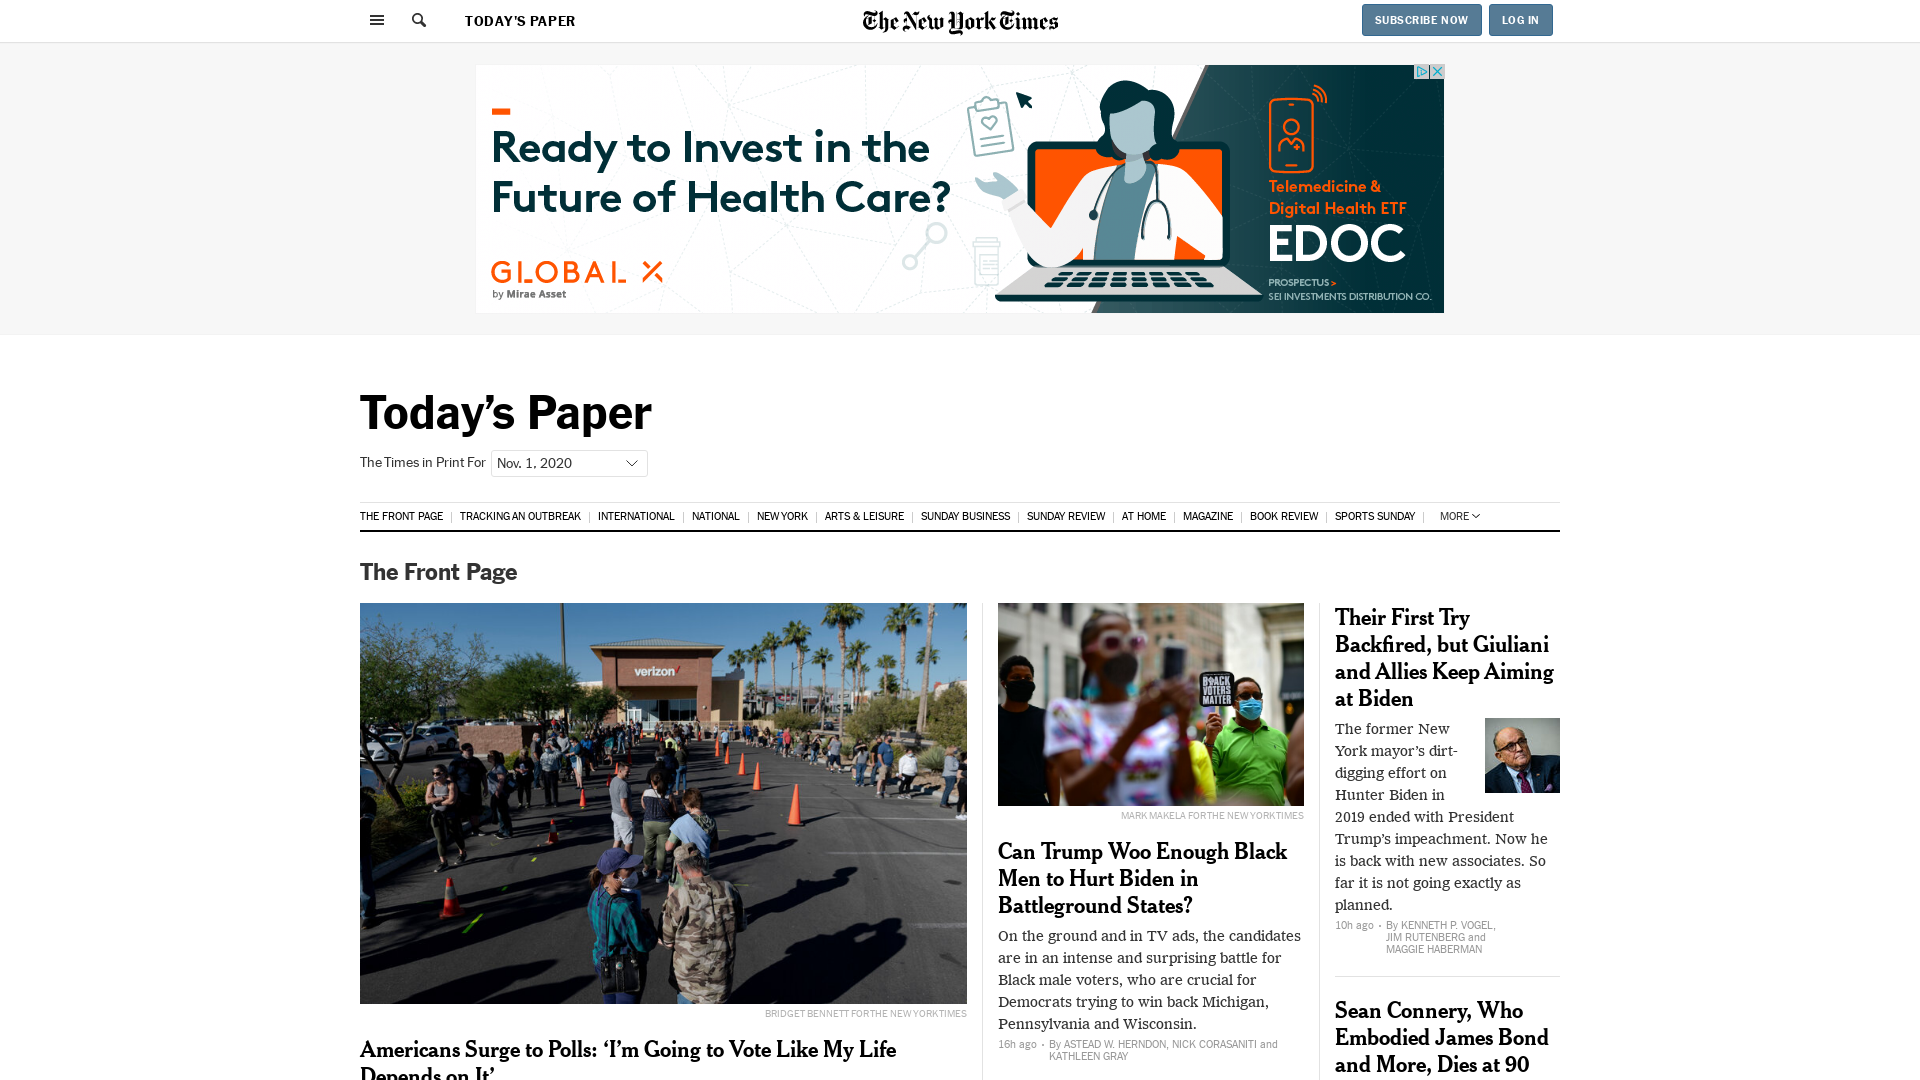 TODAY'S PAPER
The New York Times
SUBSCRIBE NOW
LOG IN
Ready to Invest in the
Future of Health Care?
GLOBAL X
by Mirae Asset
Telemedicine &
Digital Health ETF
EDOC
PROSPECTUS >
SEI INVESTMENTS DISTRIBUTION CO.
Today’s Paper
The Times in Print For
Nov. 1, 2020
THE FRONT PAGE
TRACKING AN OUTBREAK
INTERNATIONAL
NATIONAL
NEW YORK
ARTS & LEISURE
SUNDAY BUSINESS
SUNDAY REVIEW
AT HOME
MAGAZINE
BOOK REVIEW
SPORTS SUNDAY
MORE
The Front Page
verizon
BRIDGET BENNETT FOR THE NEW YORK TIMES
Americans Surge to Polls: ‘I’m Going to Vote Like My Life
Depends on It’
BLACK
VOTERS
MATTER
MARK MAKELA FOR THE NEW YORK TIMES
Can Trump Woo Enough Black
Men to Hurt Biden in
Battleground States?
On the ground and in TV ads, the candidates
are in an intense and surprising battle for
Black male voters, who are crucial for
Democrats trying to win back Michigan,
Pennsylvania and Wisconsin.
16h ago · By ASTEAD W. HERNDON, NICK CORASANITI and
KATHLEEN GRAY
Their First Try
Backfired, but Giuliani
and Allies Keep Aiming
at Biden
The former New
York mayor’s dirt-
digging effort on
Hunter Biden in
2019 ended with President
Trump’s impeachment. Now he
is back with new associates. So
far it is not going exactly as
planned.
10h ago · By KENNETH P. VOGEL,
JIM RUTENBERG and
MAGGIE HABERMAN
Sean Connery, Who
Embodied James Bond
and More, Dies at 90